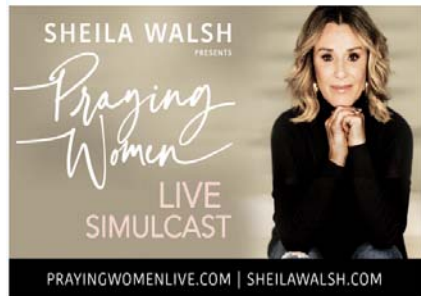 SHEILA WALSH
PRESENTS
Praying
Women
LIVE
SIMULCAST
PRAYINGWOMENLIVE.COM | SHEILAWALSH.COM